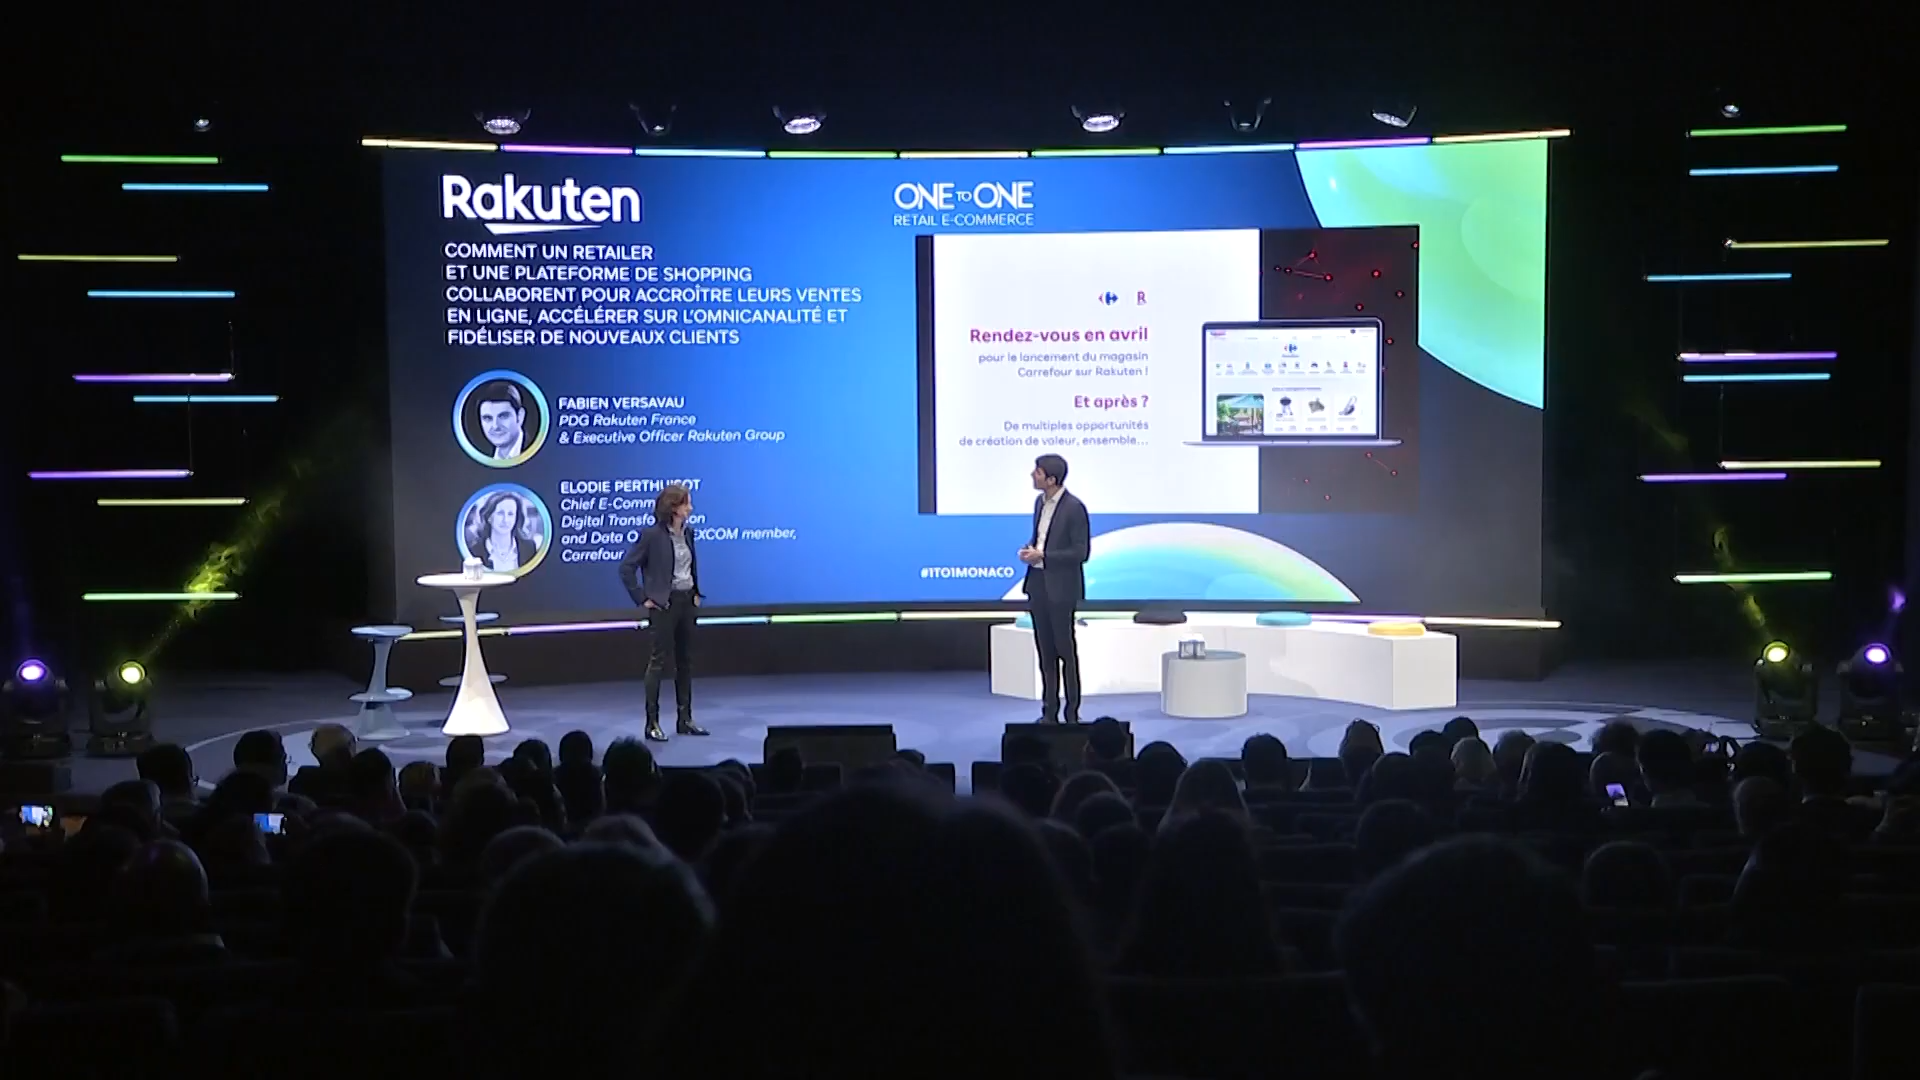 Rakuten
COMMENT UN RETAILER
ET UNE PLATEFORME DE SHOPPING
COLLABORENT POUR ACCROÎTRE LEURS VENTES
EN LIGNE, ACCÉLÉRER SUR L'OMNICANALITÉ ET
FIDÉLISER DE NOUVEAUX CLIENTS
FABIEN VERSAVAU
PDG Rakuten France
& Executive Officer Rakuten Group
ELODIE PERTHUISOT
Chief E-Comm
Digital Transfo on
and Data O EXCOM member,
Carrefour
ONE TO ONE
RETAIL E-COMMERCE
R
Rendez-vous en avril
pour le lancement du magasin
Carrefour sur Rakuten !
Et après ?
De multiples opportunités
de création de valeur, ensemble...
#1TO1MONACO